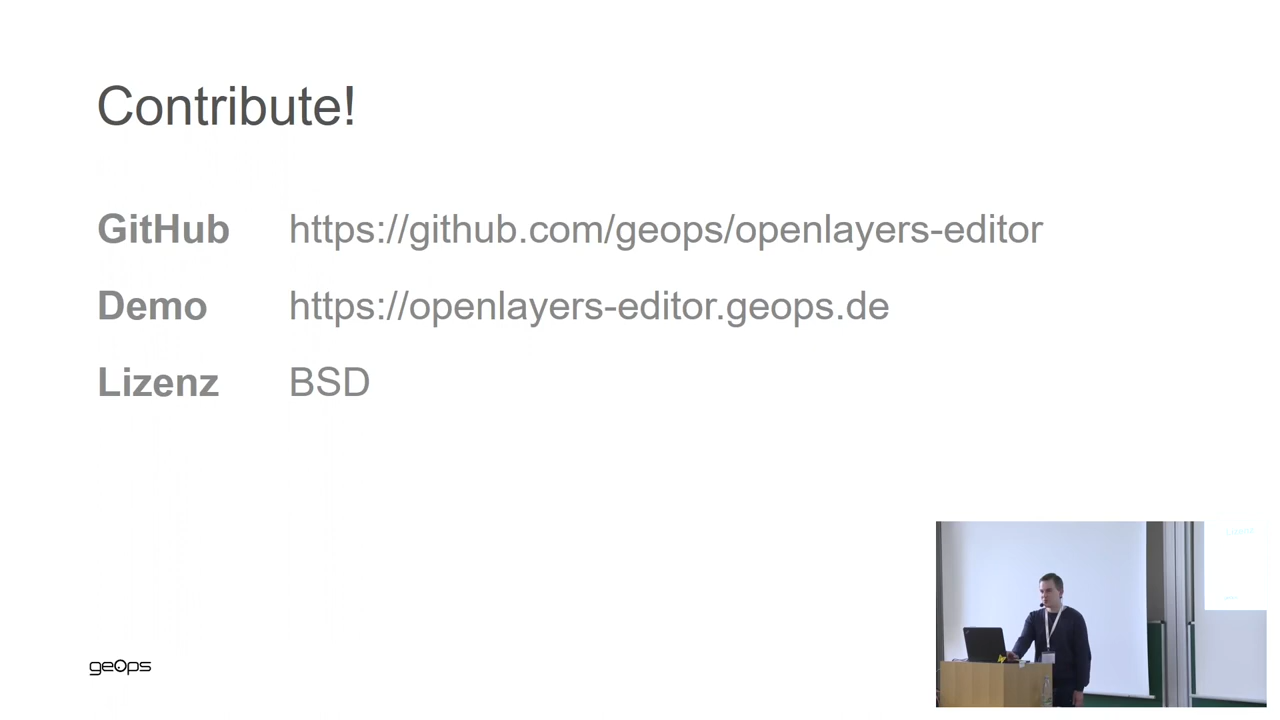 Contribute!
GitHub https://github.com/geops/openlayers-editor
Demo https://openlayers-editor.geops.de
Lizenz BSD
geOps